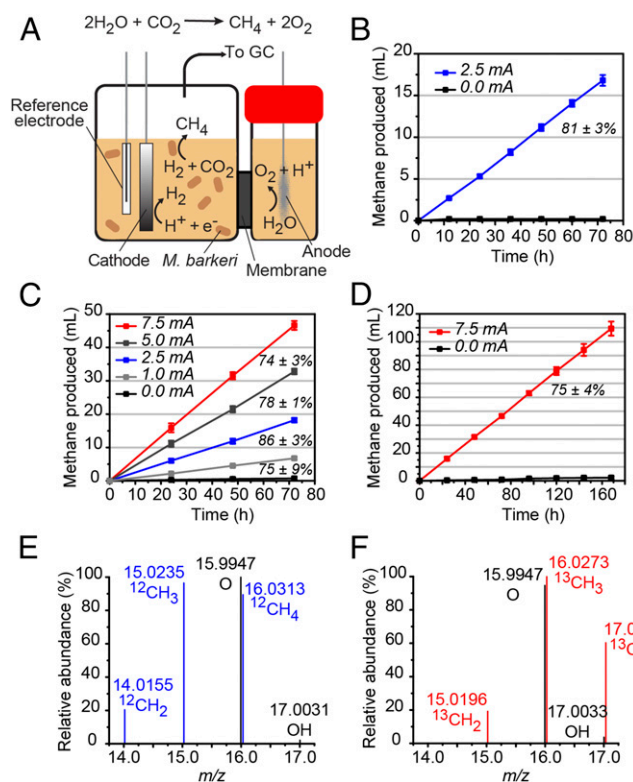 A
2H₂O + CO₂ → CH₄ + 2O₂
To GC
Reference
electrode
CH₄
H₂ + CO₂
H₂
H⁺ + e⁻
O₂ + H⁺
H₂O
Cathode
M. barkeri
Membrane
Anode
B
Methane produced (mL)
20
15
10
5
0
2.5 mA
0.0 mA
81 ± 3%
0 10 20 30 40 50 60 70 80
Time (h)
C
Methane produced (mL)
50
40
30
20
10
0
7.5 mA
5.0 mA
2.5 mA
1.0 mA
0.0 mA
74 ± 3%
78 ± 1%
86 ± 3%
75 ± 9%
0 10 20 30 40 50 60 70 80
Time (h)
D
Methane produced (mL)
120
100
80
60
40
20
0
7.5 mA
0.0 mA
75 ± 4%
0 40 80 120 160
Time (h)
E
Relative abundance (%)
100
80
60
40
20
0
14.0155
¹²CH₂
15.0235
¹²CH₃
15.9947
O
16.0313
¹²CH₄
17.0031
OH
14.0 15.0 16.0 17.0
m/z
F
Relative abundance (%)
100
80
60
40
20
0
15.0196
¹³CH₂
15.9947
O
16.0273
¹³CH₃
17.0033
OH
17.0
¹³C
14.0 15.0 16.0 17.0
m/z